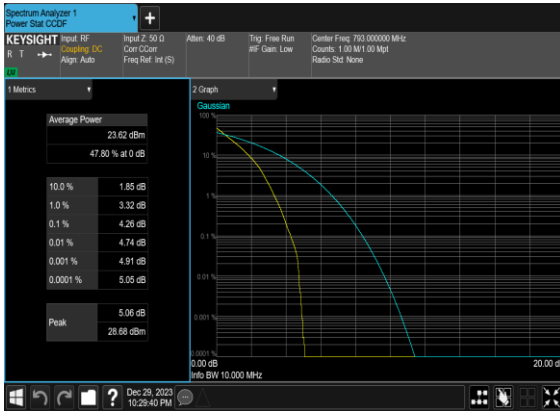 Spectrum Analyzer 1
Power Stat CCDF
+
KEYSIGHT
R T
LXI
Input: RF
Coupling: DC
Align: Auto
Input Z: 50 Ω
Corr CCorr
Freq Ref: Int (S)
Atten: 40 dB
Trig: Free Run
#IF Gain: Low
Center Freq: 793.000000 MHz
Counts: 1.00 M/1.00 Mpt
Radio Std: None
1 Metrics
Average Power
23.62 dBm
47.80 % at 0 dB
10.0 % 1.85 dB
1.0 % 3.32 dB
0.1 % 4.26 dB
0.01 % 4.74 dB
0.001 % 4.91 dB
0.0001 % 5.05 dB
Peak
5.06 dB
28.68 dBm
2 Graph
Gaussian
100 %
10 %
1 %
0.1 %
0.01 %
0.001 %
0.0001 %
0.00 dB
20.00 d
Info BW 10.000 MHz
?
Dec 29, 2023
10:29:40 PM